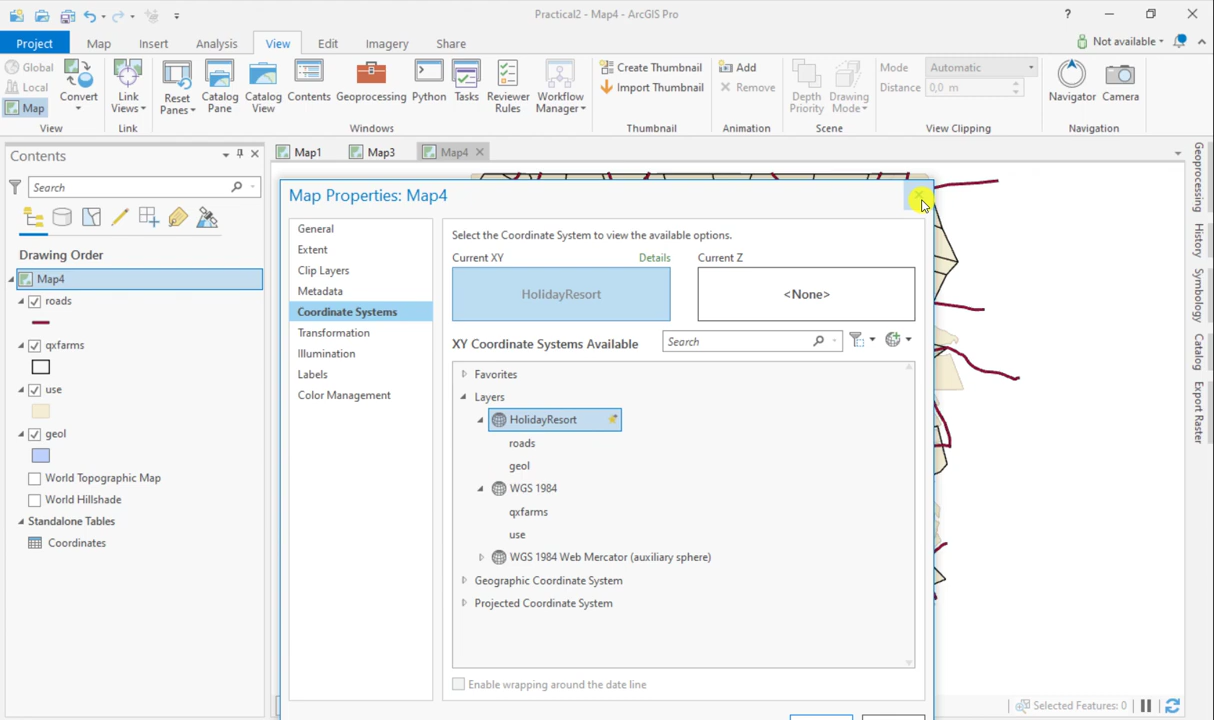 Practical2 - Map4 - ArcGIS Pro
?
Project Map Insert Analysis View Edit Imagery Share
Not available
Global
Local
Map
Convert
View
Link
Views
Link
Reset
Panes
Catalog
Pane
Catalog
View
Contents
Geoprocessing
Python
Tasks
Reviewer
Rules
Workflow
Manager
Windows
Create Thumbnail
Import Thumbnail
Thumbnail
Add
Remove
Animation
Depth
Priority
Drawing
Mode
Scene
Mode Automatic
Distance 0,0 m
View Clipping
Navigator
Camera
Navigation
Contents
Search
Drawing Order
Map4
roads
qxfarms
use
geol
World Topographic Map
World Hillshade
Standalone Tables
Coordinates
Map1 Map3 Map4
Map Properties: Map4
General
Extent
Clip Layers
Metadata
Coordinate Systems
Transformation
Illumination
Labels
Color Management
Select the Coordinate System to view the available options.
Current XY Details Current Z
HolidayResort
<None>
XY Coordinate Systems Available
Search
Favorites
Layers
HolidayResort
roads
geol
WGS 1984
qxfarms
use
WGS 1984 Web Mercator (auxiliary sphere)
Geographic Coordinate System
Projected Coordinate System
Enable wrapping around the date line
Geoprocessing
History
Symbology
Catalog
Export Raster
Selected Features: 0